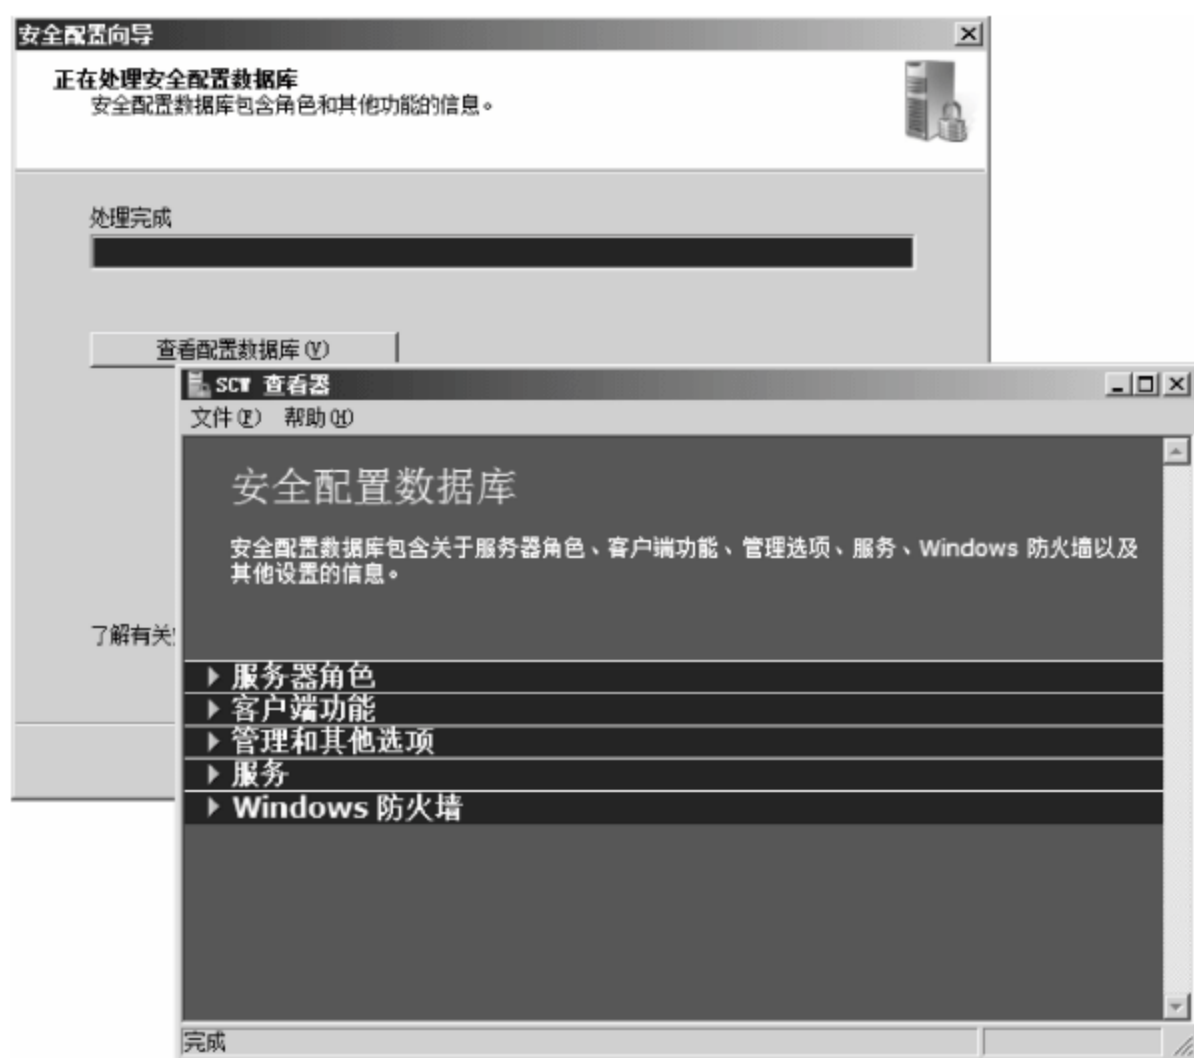 安全配置向导
正在处理安全配置数据库
安全配置数据库包含角色和其他功能的信息。
处理完成
查看配置数据库(V)
SCW 查看器
文件(F) 帮助(H)
安全配置数据库
安全配置数据库包含关于服务器角色、客户端功能、管理选项、服务、Windows 防火墙以及
其他设置的信息。
了解有关
服务器角色
客户端功能
管理和其他选项
服务
Windows 防火墙
完成